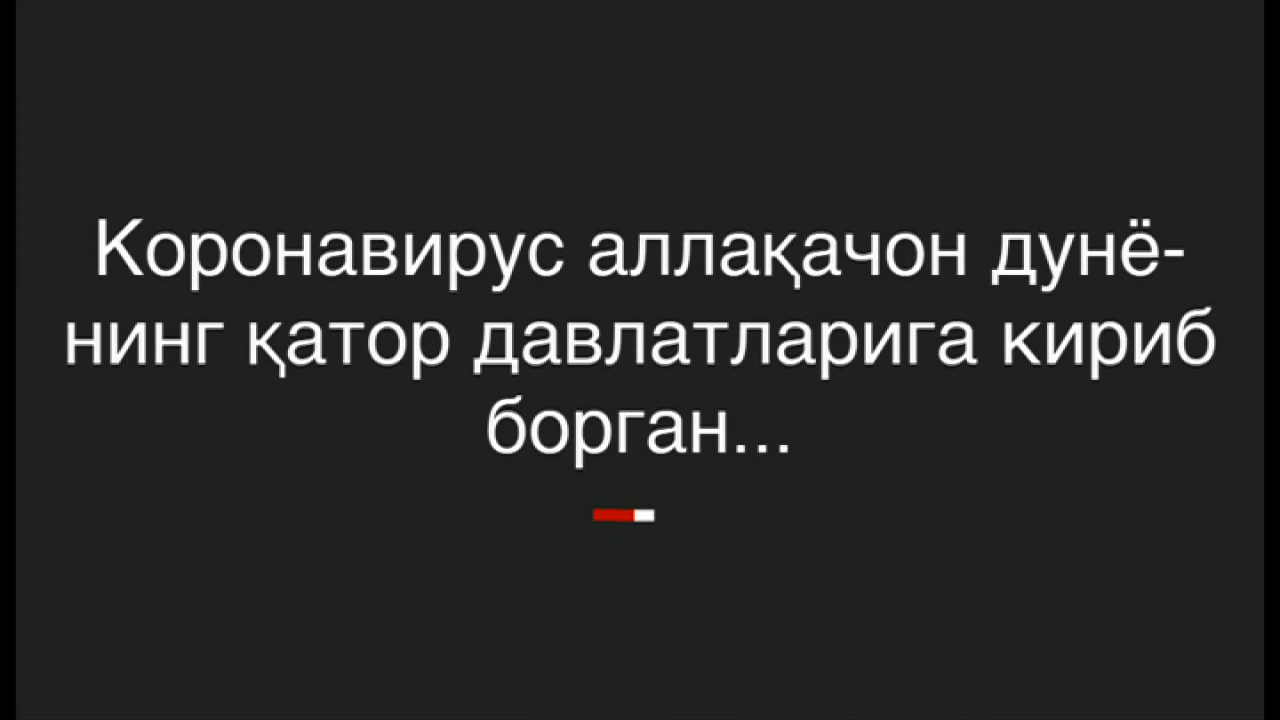 Коронавирус аллақачон дунё-
нинг қатор давлатларига кириб
борган...